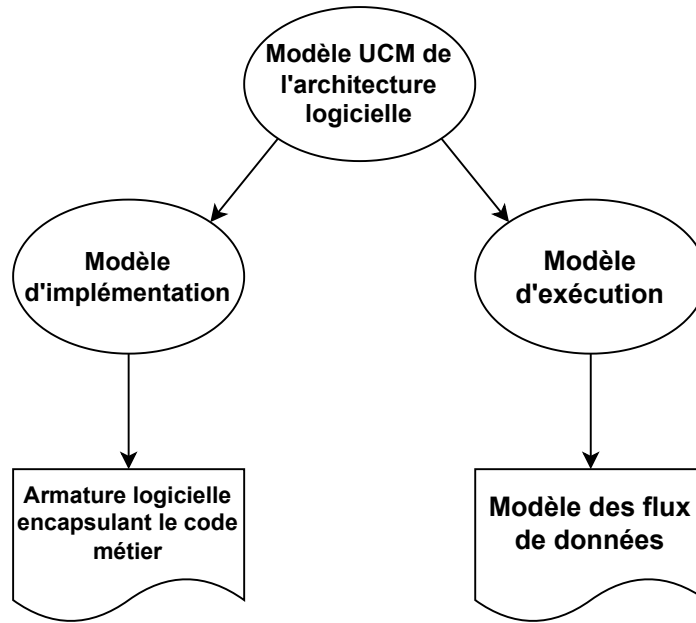 Modèle UCM de
l'architecture
logicielle
Modèle
d'implémentation
Modèle
d'exécution
Armature logicielle
encapsulant le code
métier
Modèle des flux
de données